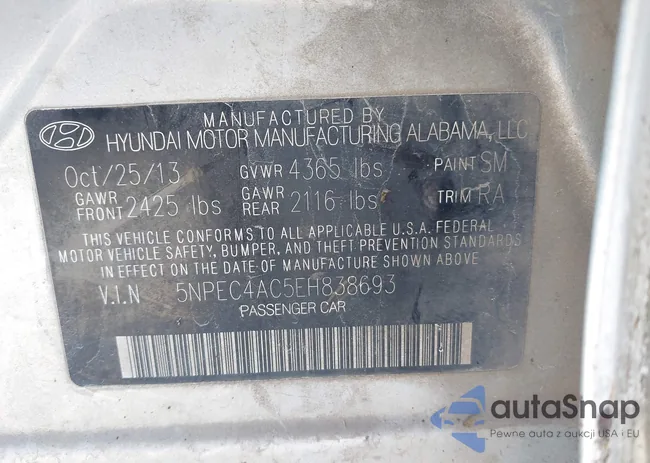 MANUFACTURED BY
HYUNDAI MOTOR MANUFACTURING ALABAMA, LLC
Oct/25/13 GVWR 4365 lbs PAINT SM
GAWR FRONT 2425 lbs GAWR REAR 2116 lbs TRIM RA
THIS VEHICLE CONFORMS TO ALL APPLICABLE U.S.A. FEDERAL
MOTOR VEHICLE SAFETY, BUMPER, AND THEFT PREVENTION STANDARDS
IN EFFECT ON THE DATE OF MANUFACTURE SHOWN ABOVE
V.I.N 5NPEC4AC5EH838693
PASSENGER CAR
autoSnap
Pewne auta z aukcji USA i EU